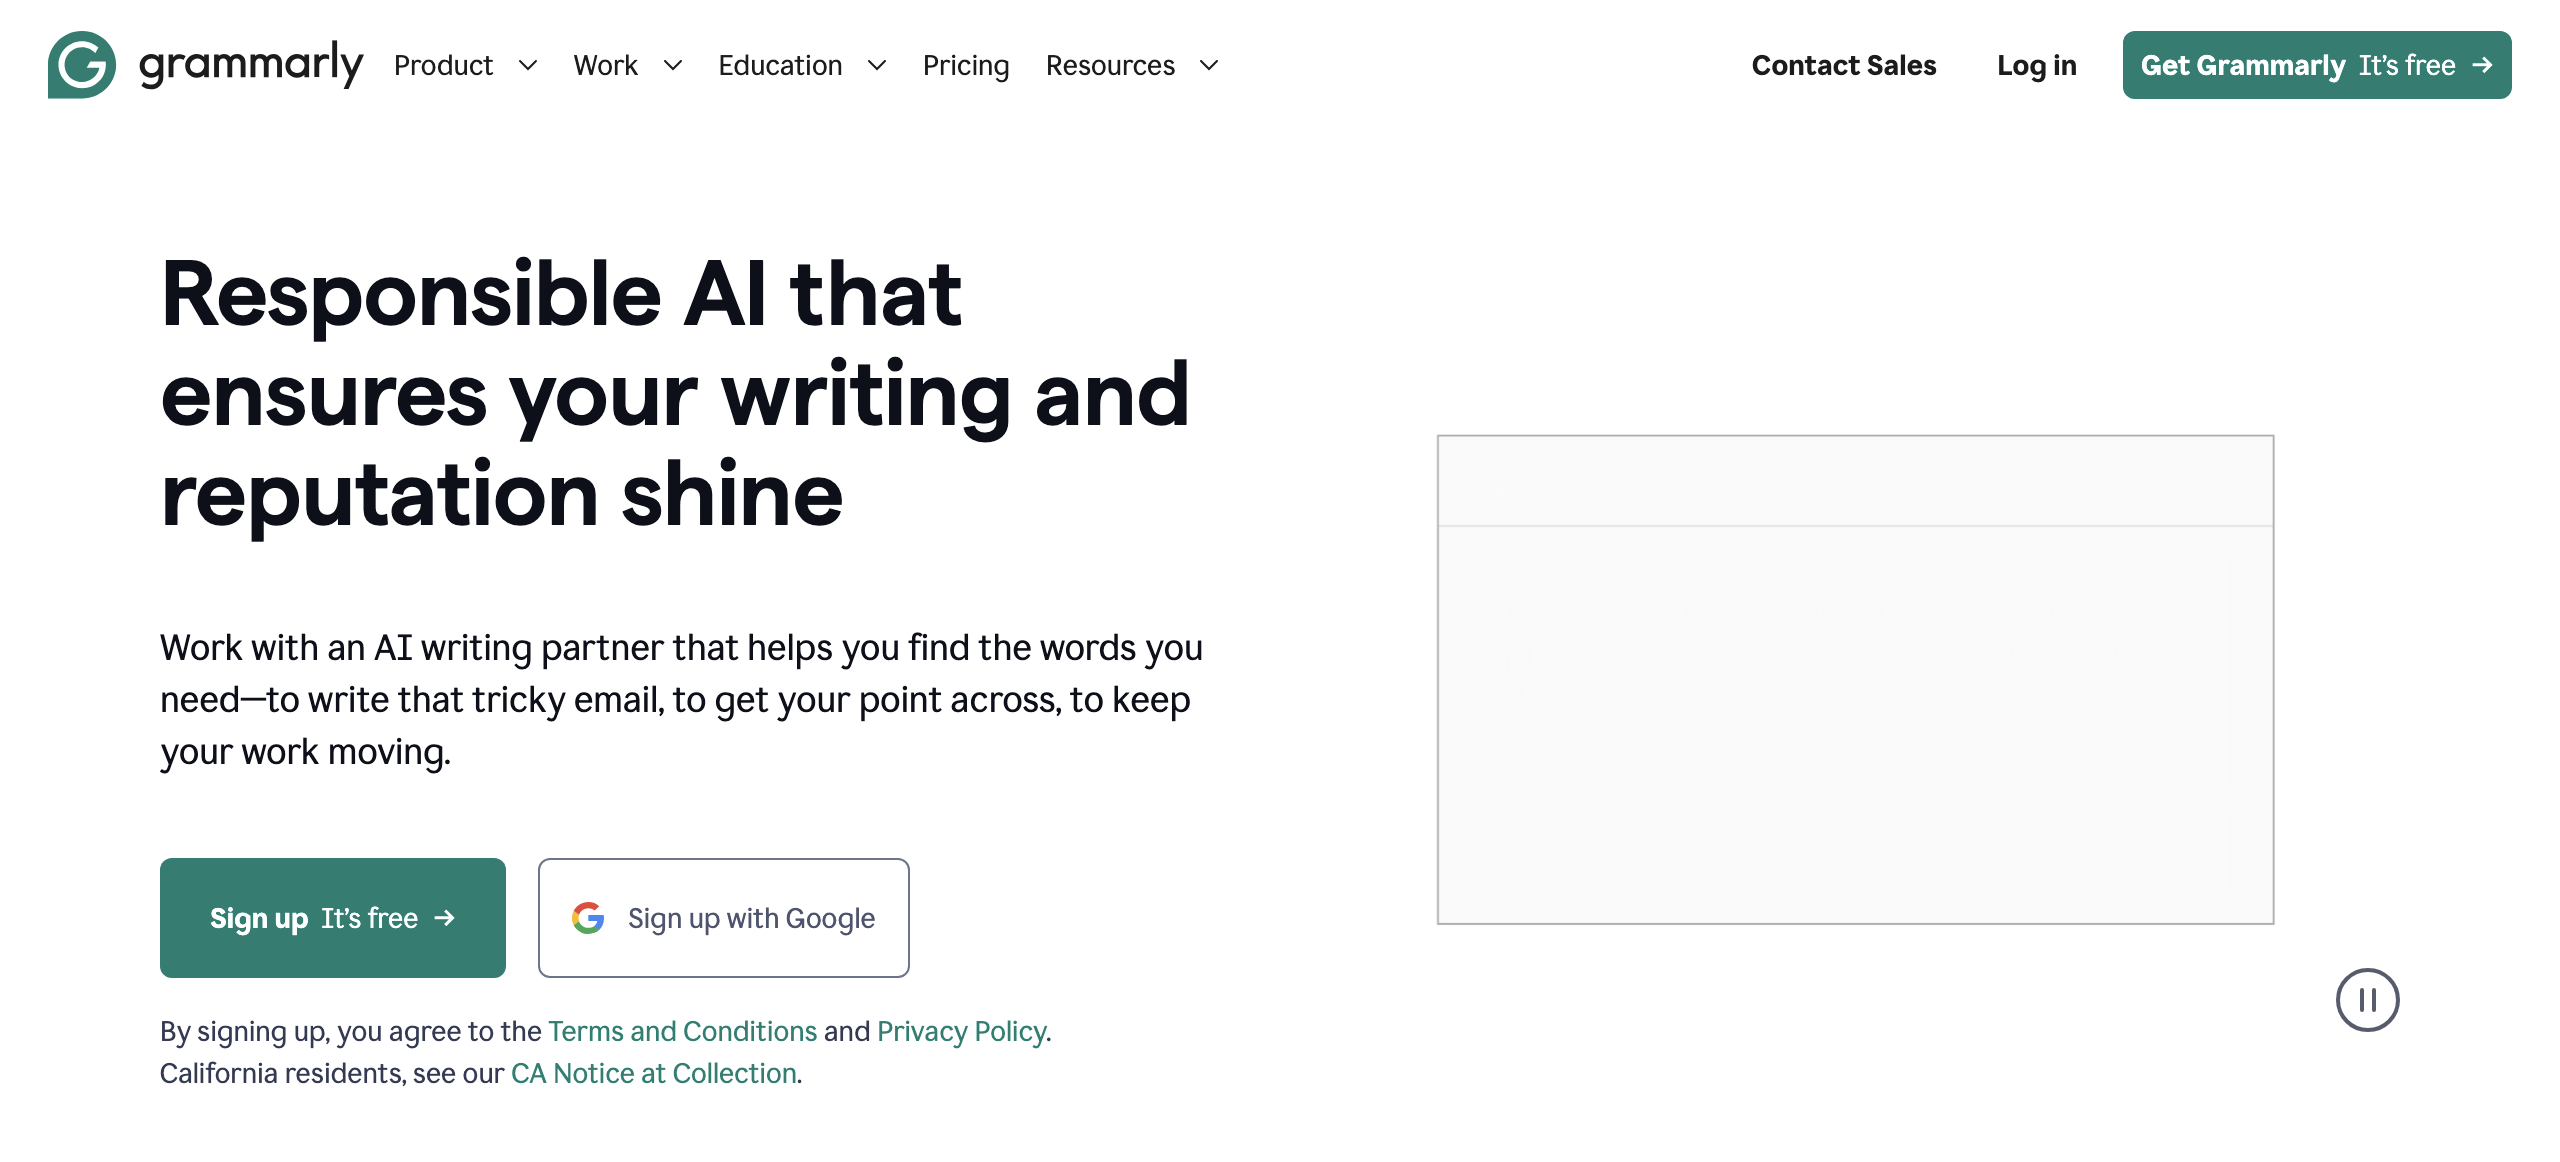 grammarly
Product
Work
Education
Pricing
Resources
Contact Sales
Log in
Get Grammarly It's free →
Responsible AI that
ensures your writing and
reputation shine
Work with an AI writing partner that helps you find the words you
need—to write that tricky email, to get your point across, to keep
your work moving.
Sign up It's free →
Sign up with Google
By signing up, you agree to the Terms and Conditions and Privacy Policy.
California residents, see our CA Notice at Collection.